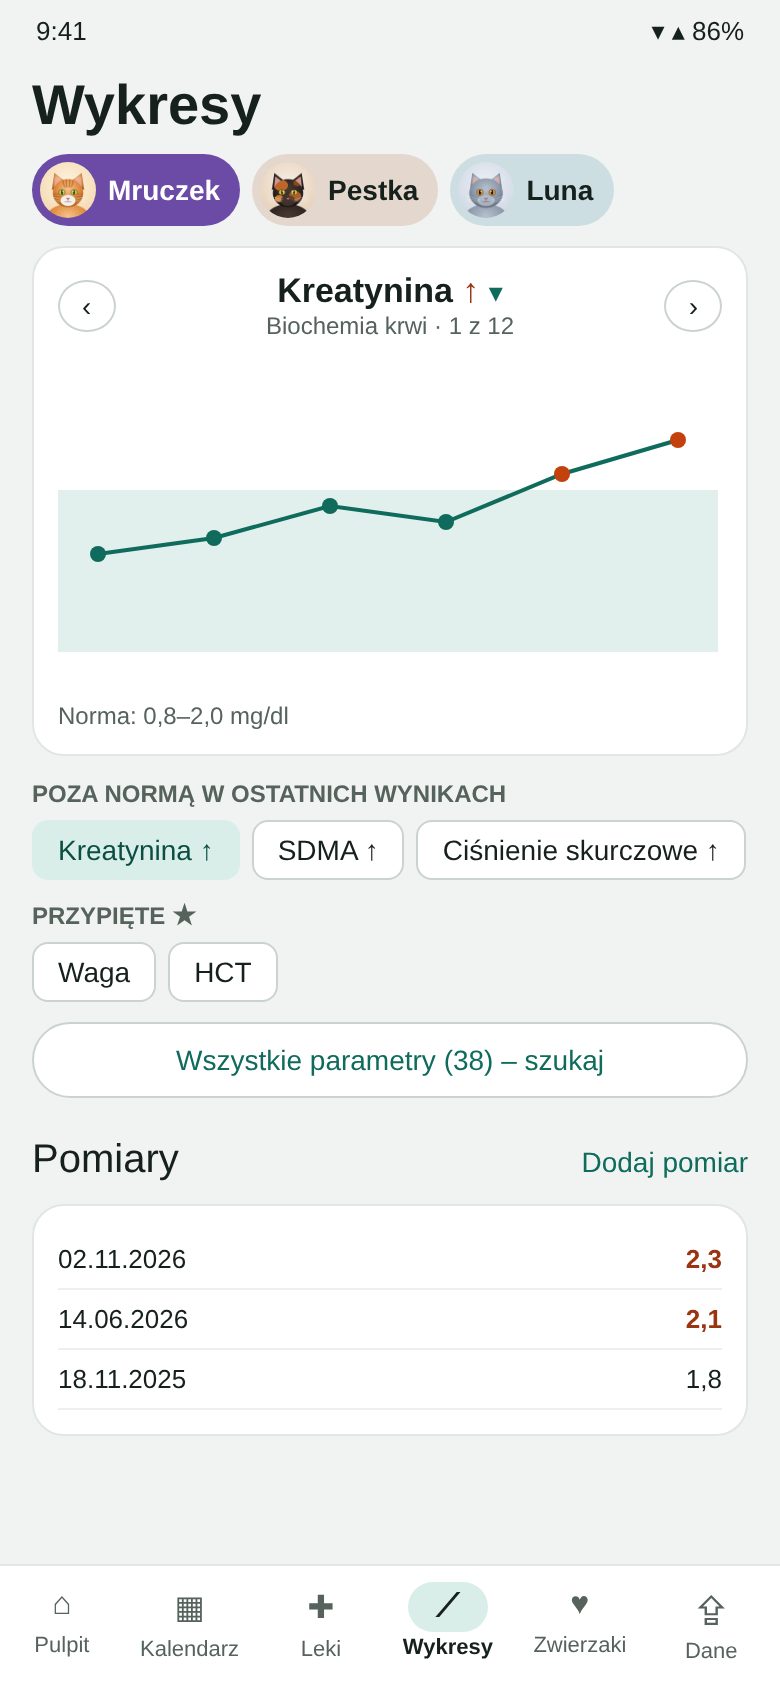 9:41 ▼▲ 86%
Wykresy
Mruczek Pestka Luna
‹ Kreatynina ↑ ▼ ›
Biochemia krwi · 1 z 12
Norma: 0,8–2,0 mg/dl
POZA NORMĄ W OSTATNICH WYNIKACH
Kreatynina ↑ SDMA ↑ Ciśnienie skurczowe ↑
PRZYPIĘTE ★
Waga HCT
Wszystkie parametry (38) – szukaj
Pomiary Dodaj pomiar
02.11.2026 2,3
14.06.2026 2,1
18.11.2025 1,8
Pulpit Kalendarz Leki Wykresy Zwierzaki Dane